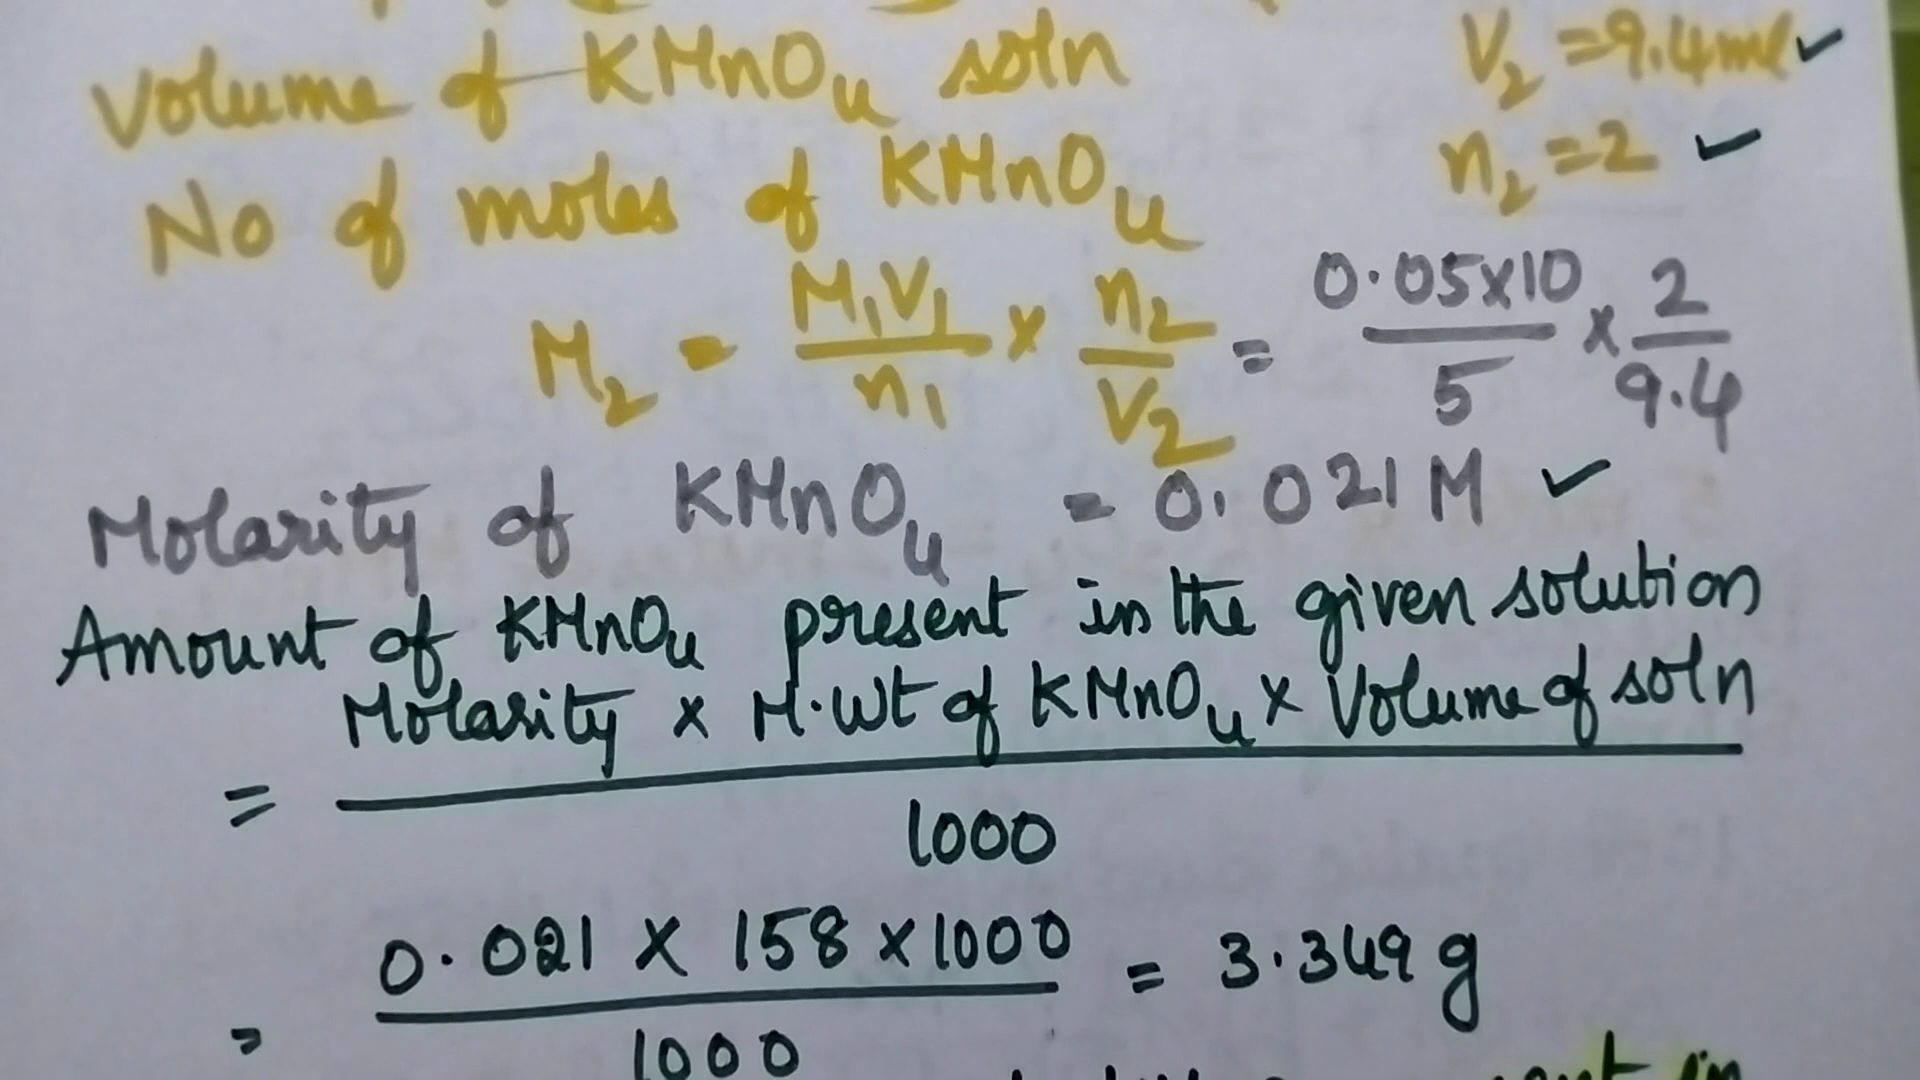 Volume of KMnO4 soln V2 = 9.4ml ✓
No of moles of KMnO4 n2 = 2 ✓
M2 = M1V1/n1 × n2/V2 = 0.05×10/5 × 2/9.4
Molarity of KMnO4 = 0.021 M ✓
Amount of KMnO4 present in the given solution
= Molarity × M.Wt of KMnO4 × Volume of soln / 1000
= 0.021 × 158 × 1000 / 1000 = 3.349 g